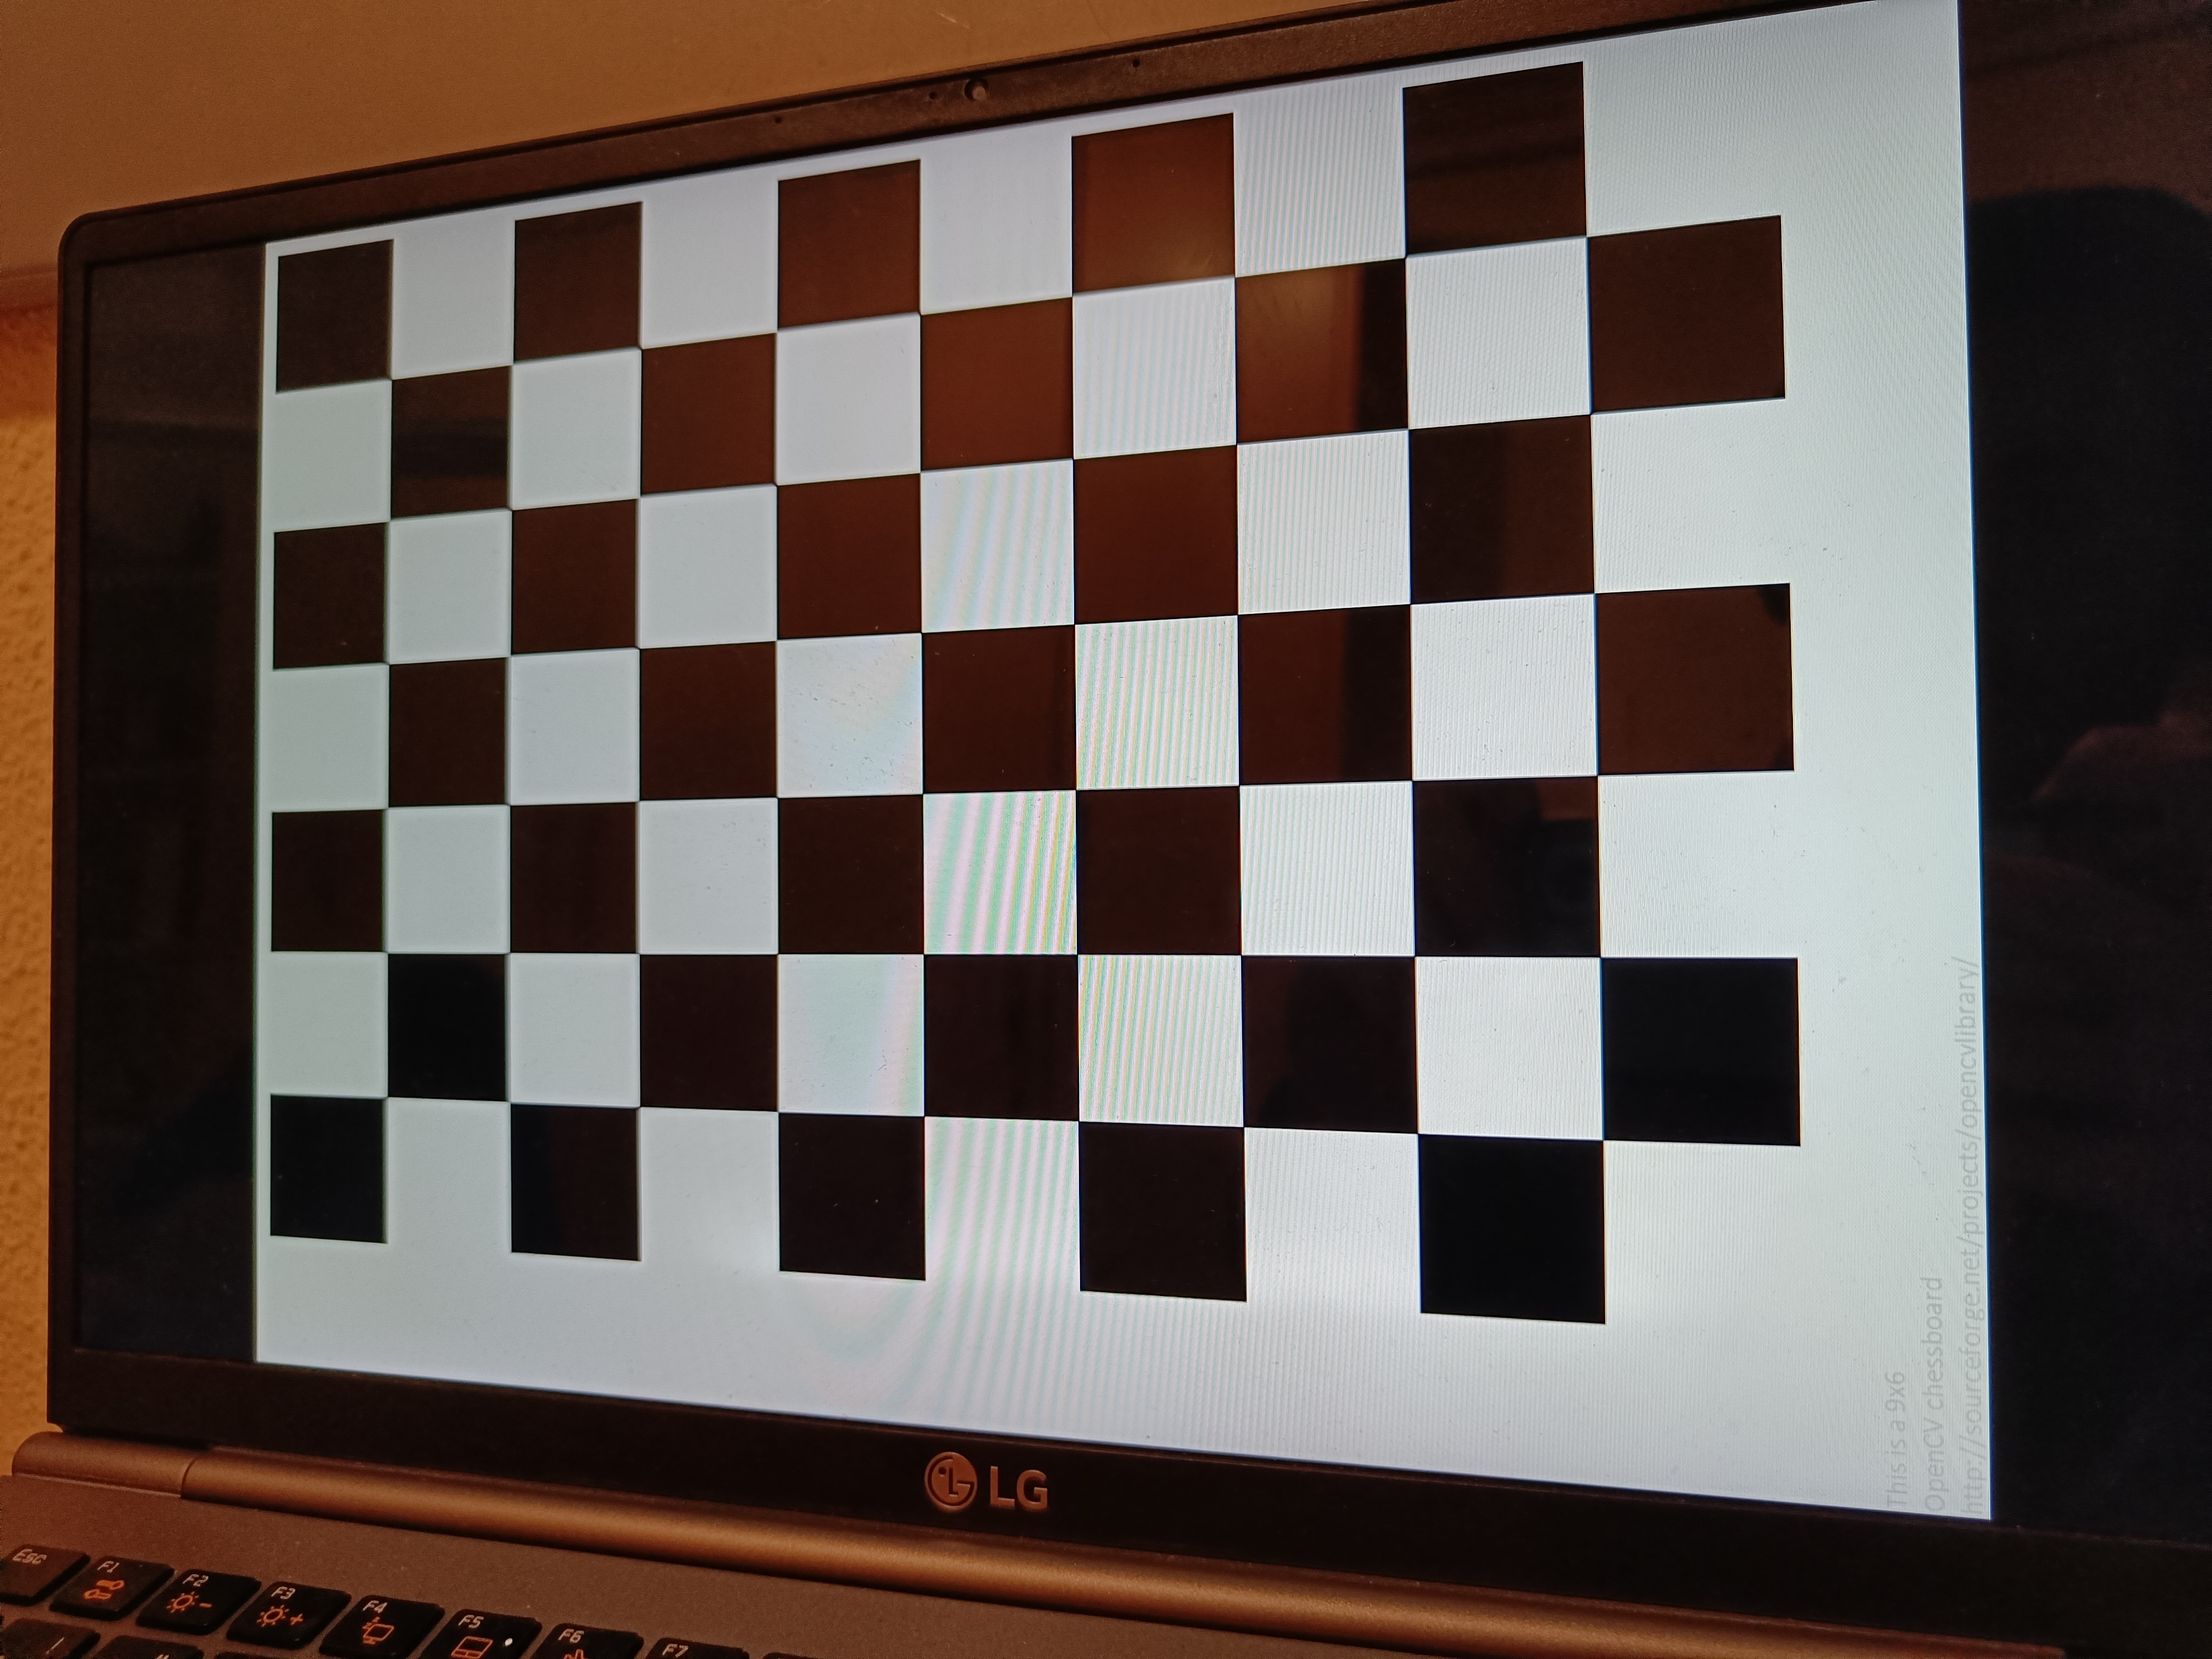 This is a 9x6
OpenCV chessboard
http://sourceforge.net/projects/opencvlibrary/
LG
Esc
F1
F2
F3
F4
F5
F6
F7